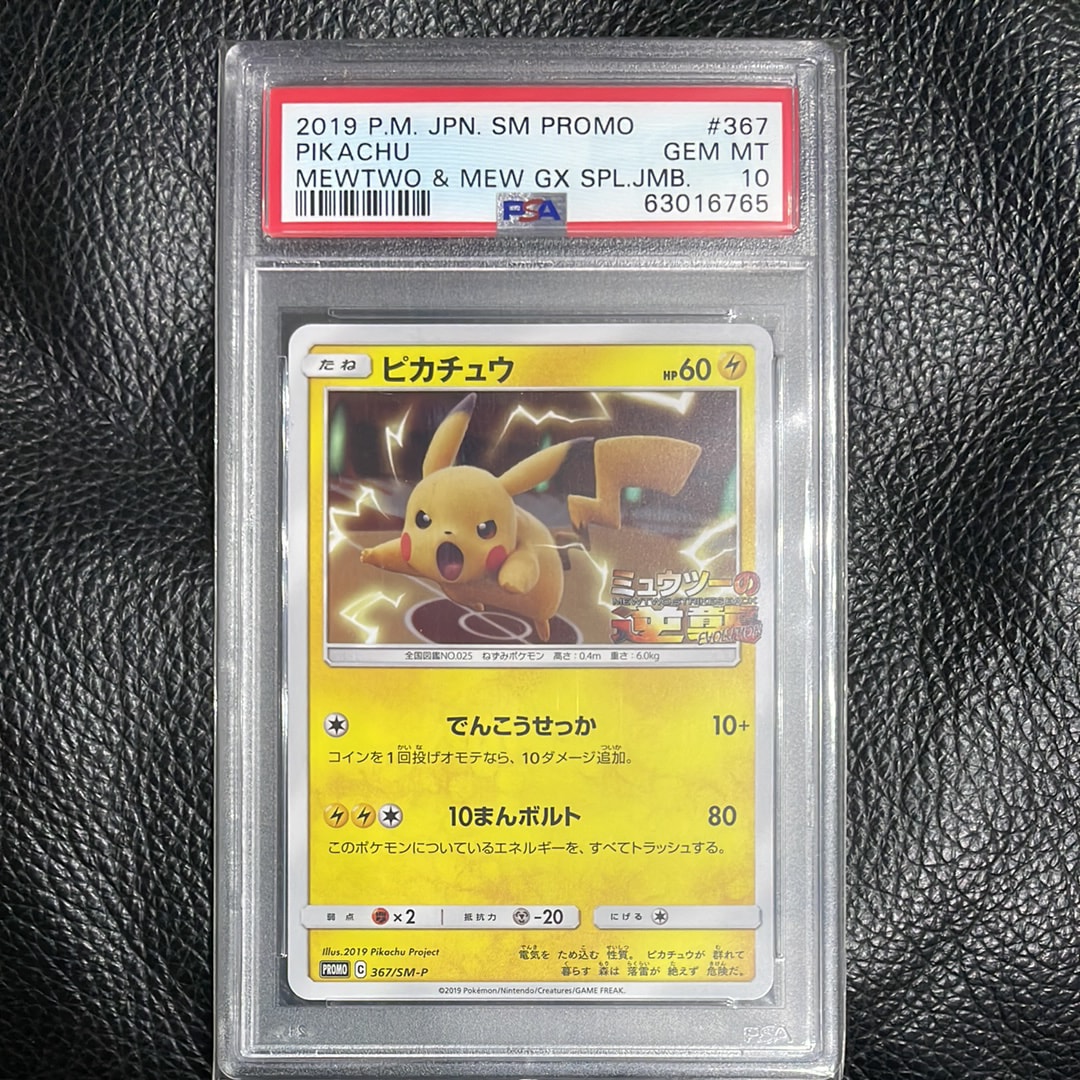 2019 P.M. JPN. SM PROMO #367
PIKACHU GEM MT
MEWTWO & MEW GX SPL.JMB. 10
PSA 63016765
たね ピカチュウ HP60
ミュウツーの
MEWTWO STRIKES BACK
逆襲
EVOLUTION
全国図鑑NO.025 ねずみポケモン 高さ:0.4m 重さ:6.0kg
でんこうせっか 10+
コインを1回投げオモテなら、10ダメージ追加。
10まんボルト 80
このポケモンについているエネルギーを、すべてトラッシュする。
弱点 ×2 抵抗力 -20 にげる
Illus.2019 Pikachu Project
電気を ため込む 性質。 ピカチュウが 群れて
暮らす 森は 落雷が 絶えず 危険だ。
PROMO C 367/SM-P
©2019 Pokémon/Nintendo/Creatures/GAME FREAK.
PSA